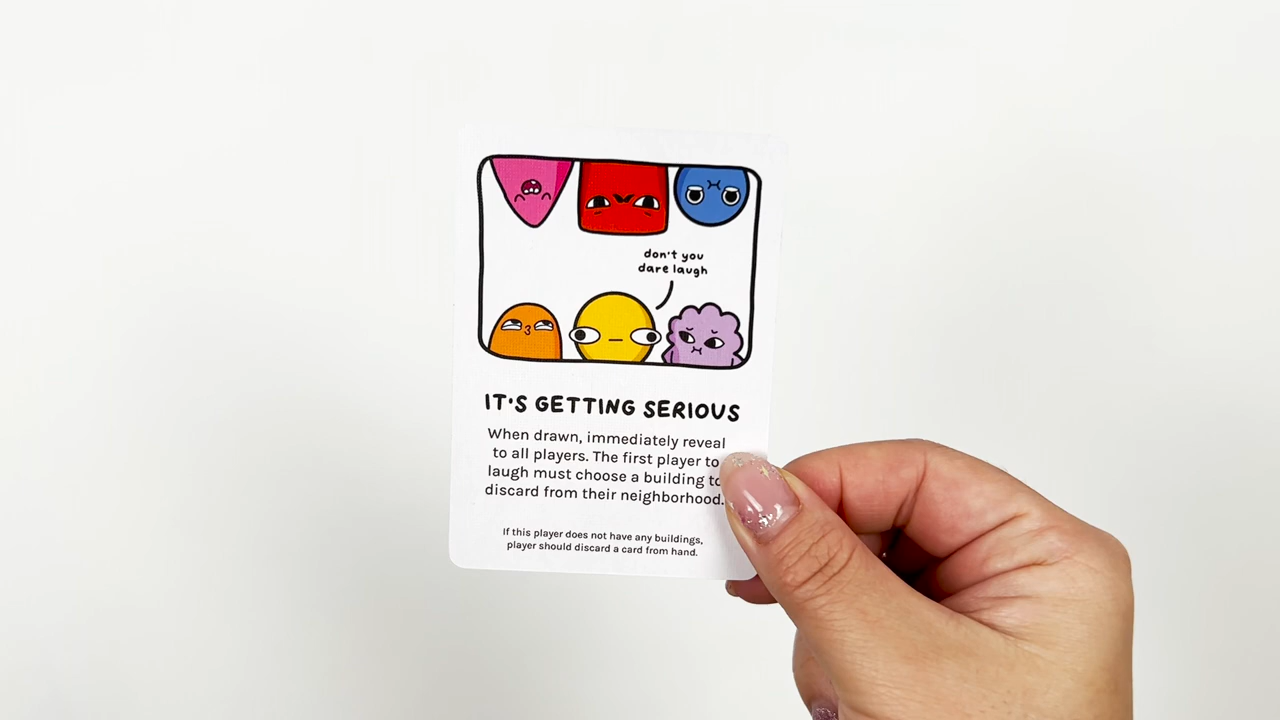 don't you
dare laugh
IT'S GETTING SERIOUS
When drawn, immediately reveal
to all players. The first player to
laugh must choose a building to
discard from their neighborhood.
If this player does not have any buildings,
player should discard a card from hand.